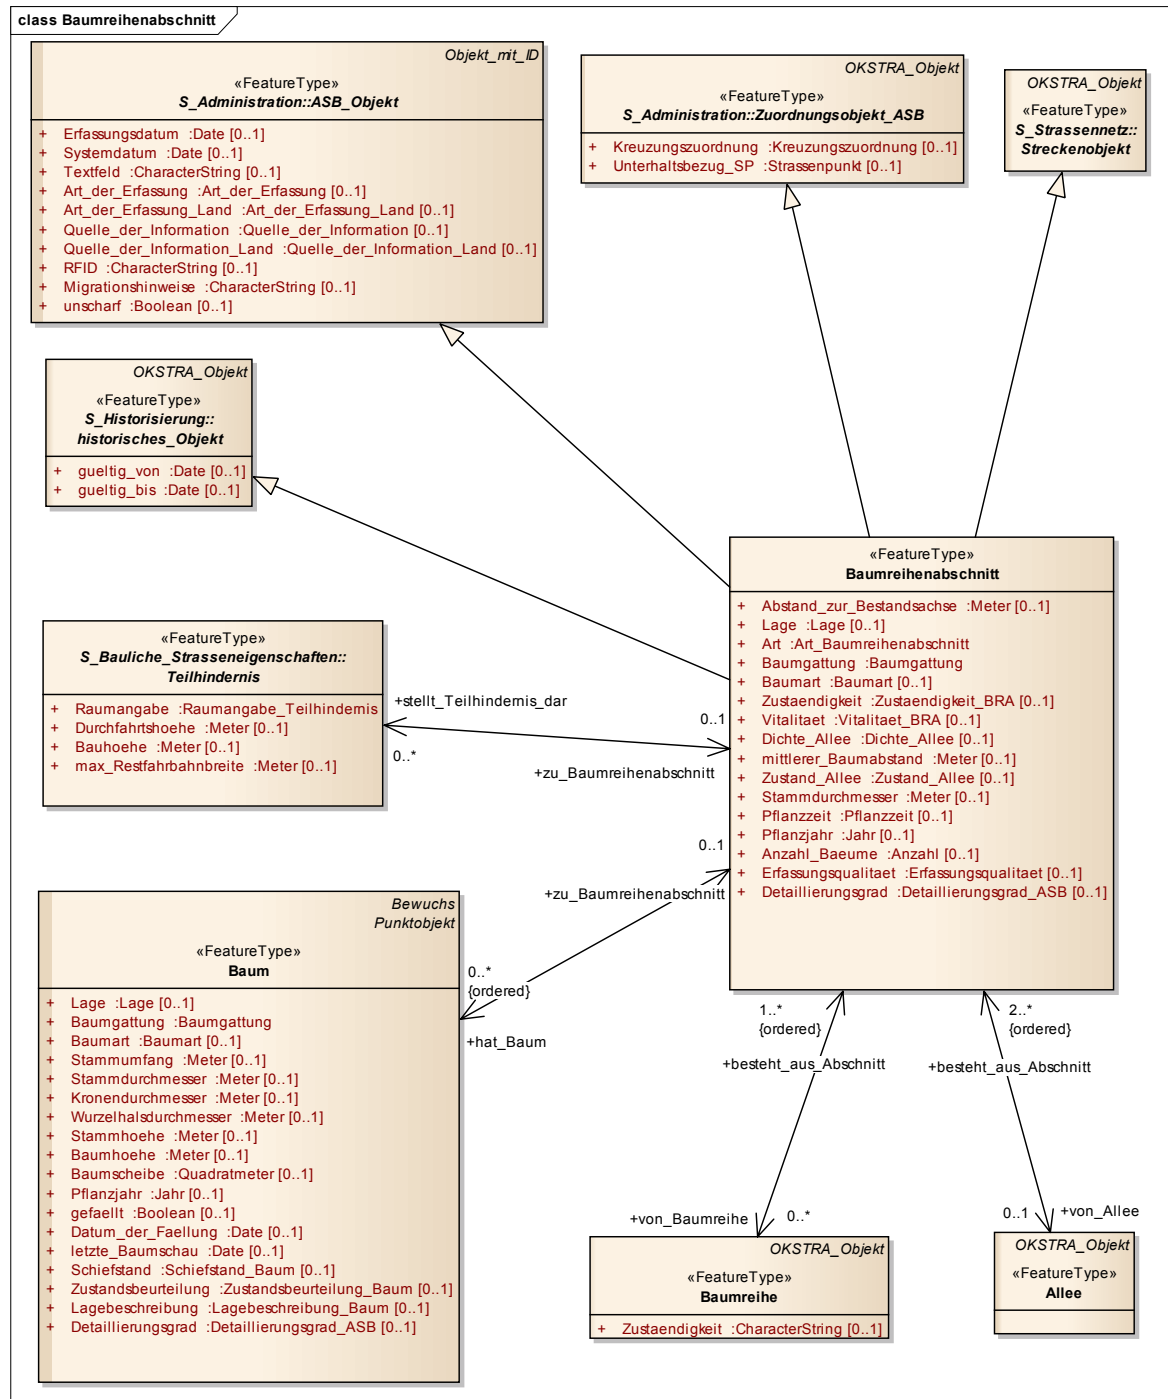 class Baumreihenabschnitt
Objekt_mit_ID
«FeatureType»
S_Administration::ASB_Objekt
+ Erfassungsdatum :Date [0..1]
+ Systemdatum :Date [0..1]
+ Textfeld :CharacterString [0..1]
+ Art_der_Erfassung :Art_der_Erfassung [0..1]
+ Art_der_Erfassung_Land :Art_der_Erfassung_Land [0..1]
+ Quelle_der_Information :Quelle_der_Information [0..1]
+ Quelle_der_Information_Land :Quelle_der_Information_Land [0..1]
+ RFID :CharacterString [0..1]
+ Migrationshinweise :CharacterString [0..1]
+ unscharf :Boolean [0..1]
OKSTRA_Objekt
«FeatureType»
S_Administration::Zuordnungsobjekt_ASB
+ Kreuzungszuordnung :Kreuzungszuordnung [0..1]
+ Unterhaltsbezug_SP :Strassenpunkt [0..1]
OKSTRA_Objekt
«FeatureType»
S_Strassennetz::
Streckenobjekt
OKSTRA_Objekt
«FeatureType»
S_Historisierung::
historisches_Objekt
+ gueltig_von :Date [0..1]
+ gueltig_bis :Date [0..1]
«FeatureType»
Baumreihenabschnitt
+ Abstand_zur_Bestandsachse :Meter [0..1]
+ Lage :Lage [0..1]
+ Art :Art_Baumreihenabschnitt
+ Baumgattung :Baumgattung
+ Baumart :Baumart [0..1]
+ Zustaendigkeit :Zustaendigkeit_BRA [0..1]
+ Vitalitaet :Vitalitaet_BRA [0..1]
+ Dichte_Allee :Dichte_Allee [0..1]
+ mittlerer_Baumabstand :Meter [0..1]
+ Zustand_Allee :Zustand_Allee [0..1]
+ Stammdurchmesser :Meter [0..1]
+ Pflanzzeit :Pflanzzeit [0..1]
+ Pflanzjahr :Jahr [0..1]
+ Anzahl_Baeume :Anzahl [0..1]
+ Erfassungsqualitaet :Erfassungsqualitaet [0..1]
+ Detaillierungsgrad :Detaillierungsgrad_ASB [0..1]
«FeatureType»
S_Bauliche_Strasseneigenschaften::
Teilhindernis
+ Raumangabe :Raumangabe_Teilhindernis
+ Durchfahrtshoehe :Meter [0..1]
+ Bauhoehe :Meter [0..1]
+ max_Restfahrbahnbreite :Meter [0..1]
+stellt_Teilhindernis_dar
0..*
0..1
+zu_Baumreihenabschnitt
0..1
+zu_Baumreihenabschnitt
0..*
{ordered}
+hat_Baum
Bewuchs
Punktobjekt
«FeatureType»
Baum
+ Lage :Lage [0..1]
+ Baumgattung :Baumgattung
+ Baumart :Baumart [0..1]
+ Stammumfang :Meter [0..1]
+ Stammdurchmesser :Meter [0..1]
+ Kronendurchmesser :Meter [0..1]
+ Wurzelhalsdurchmesser :Meter [0..1]
+ Stammhoehe :Meter [0..1]
+ Baumhoehe :Meter [0..1]
+ Baumscheibe :Quadratmeter [0..1]
+ Pflanzjahr :Jahr [0..1]
+ gefaellt :Boolean [0..1]
+ Datum_der_Faellung :Date [0..1]
+ letzte_Baumschau :Date [0..1]
+ Schiefstand :Schiefstand_Baum [0..1]
+ Zustandsbeurteilung :Zustandsbeurteilung_Baum [0..1]
+ Lagebeschreibung :Lagebeschreibung_Baum [0..1]
+ Detaillierungsgrad :Detaillierungsgrad_ASB [0..1]
1..*
{ordered}
+besteht_aus_Abschnitt
2..*
{ordered}
+besteht_aus_Abschnitt
+von_Baumreihe
0..*
0..1
+von_Allee
OKSTRA_Objekt
«FeatureType»
Baumreihe
+ Zustaendigkeit :CharacterString [0..1]
OKSTRA_Objekt
«FeatureType»
Allee